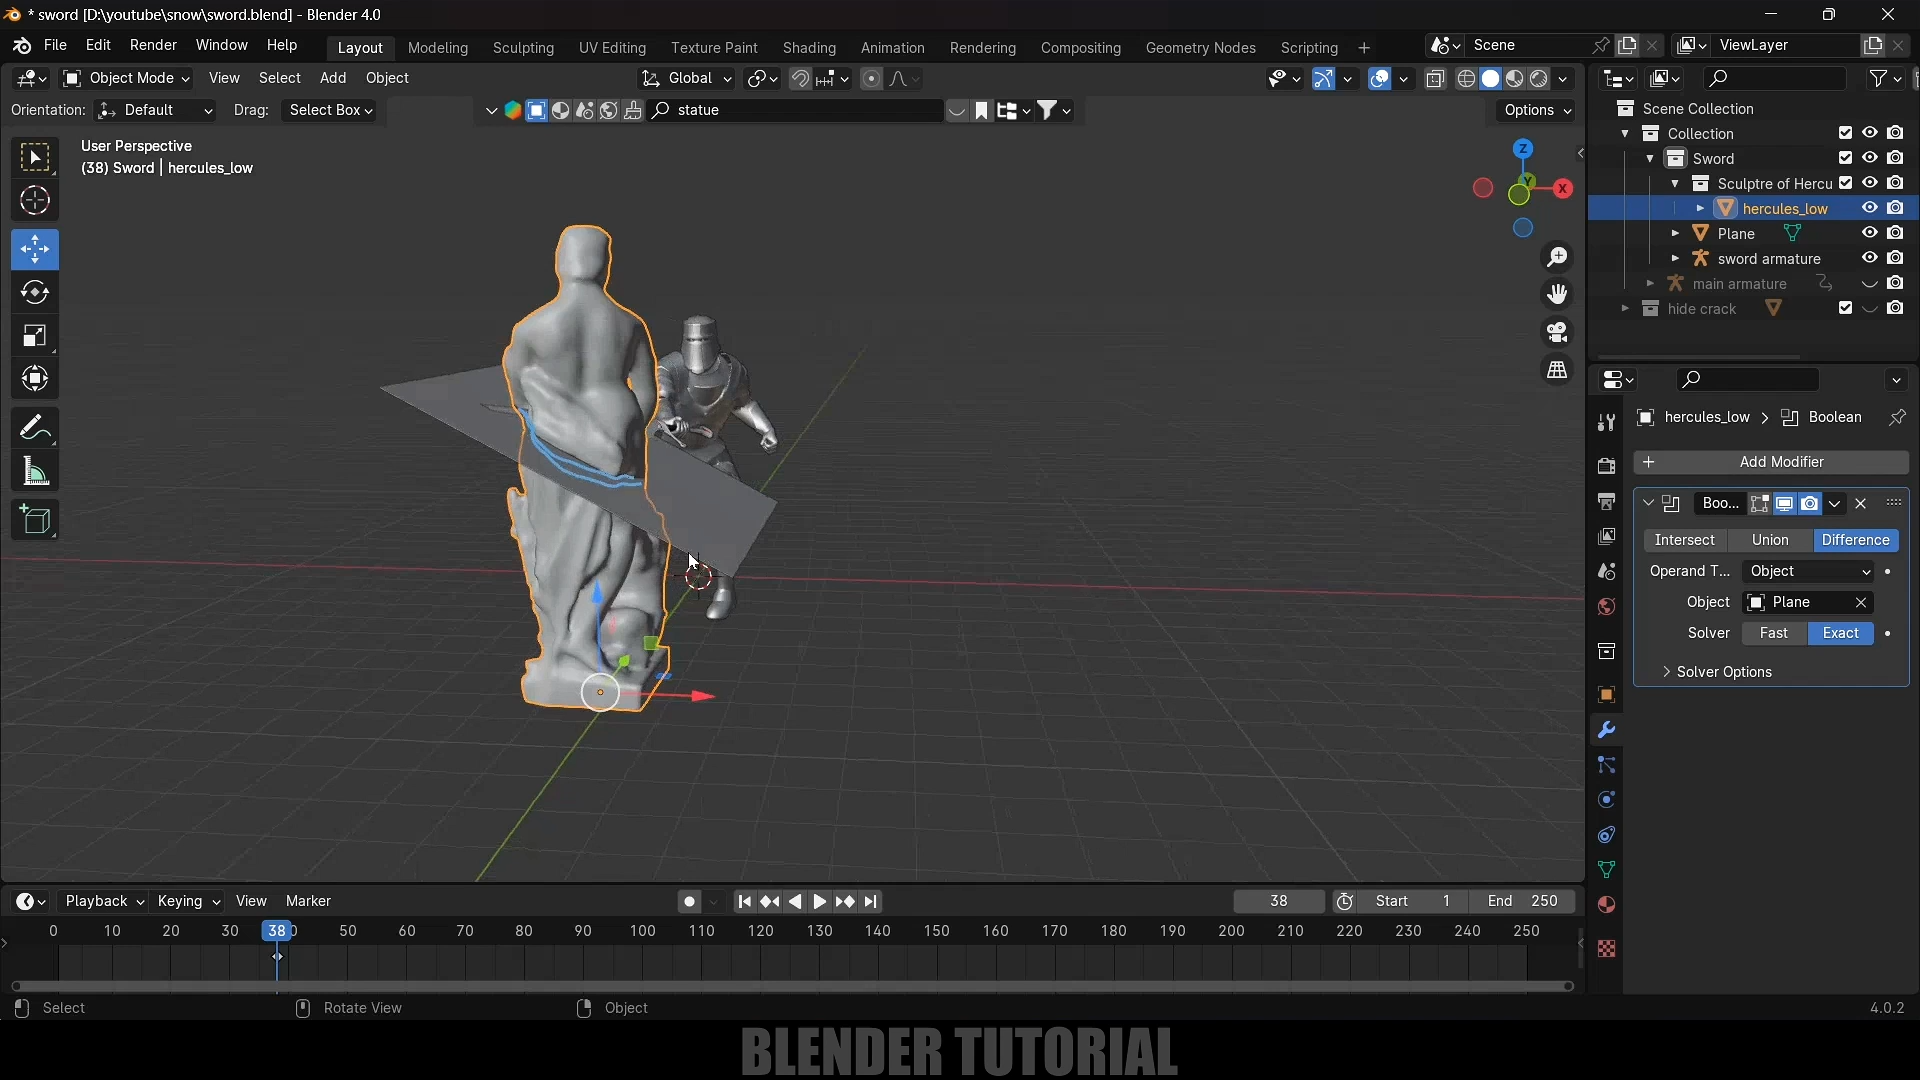 * sword [D:\youtube\snow\sword.blend] - Blender 4.0
File Edit Render Window Help Layout Modeling Sculpting UV Editing Texture Paint Shading Animation Rendering Compositing Geometry Nodes Scripting + Scene ViewLayer
Object Mode View Select Add Object Global
Orientation: Default Drag: Select Box statue Options
User Perspective
(38) Sword | hercules_low
Z
Y
X
Scene Collection
Collection
Sword
Sculptre of Hercu
hercules_low
Plane
sword armature
main armature
hide crack
hercules_low > Boolean
+ Add Modifier
Boo...
Intersect Union Difference
Operand T... Object
Object Plane
Solver Fast Exact
> Solver Options
Playback Keying View Marker 38 Start 1 End 250
0 10 20 30 38 50 60 70 80 90 100 110 120 130 140 150 160 170 180 190 200 210 220 230 240 250
Select Rotate View Object 4.0.2
BLENDER TUTORIAL